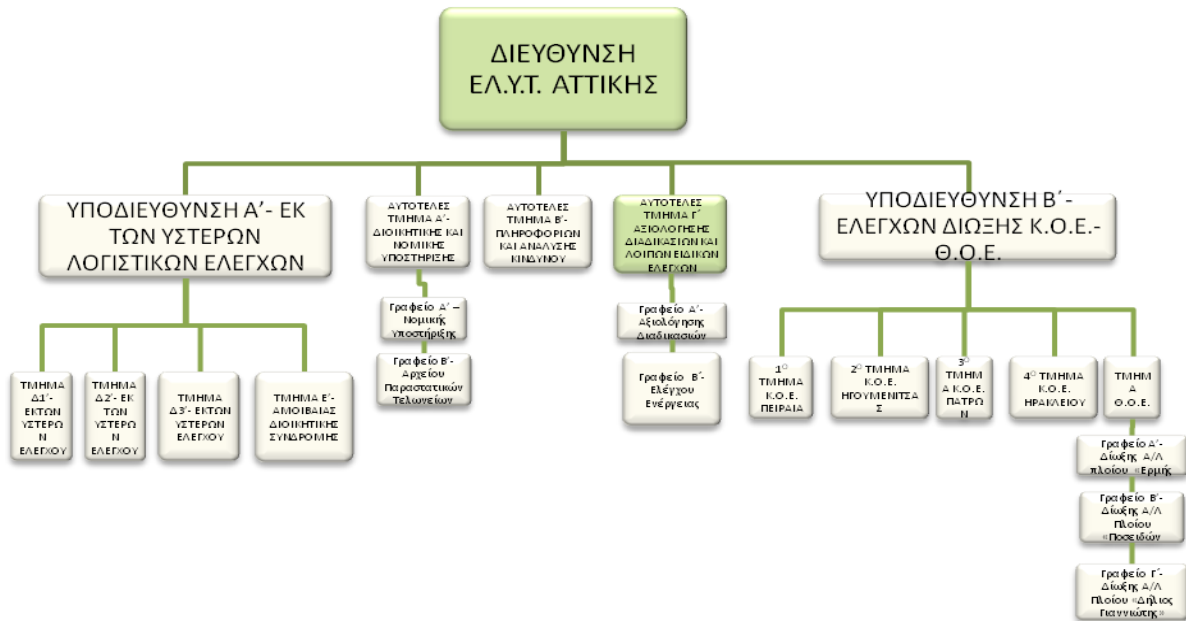 ΔΙΕΥΘΥΝΣΗ
ΕΛ.Υ.Τ. ΑΤΤΙΚΗΣ
ΥΠΟΔΙΕΥΘΥΝΣΗ Α΄- ΕΚ
ΤΩΝ ΥΣΤΕΡΩΝ
ΛΟΓΙΣΤΙΚΩΝ ΕΛΕΓΧΩΝ
ΑΥΤΟΤΕΛΕΣ
ΤΜΗΜΑ Α΄-
ΔΙΟΙΚΗΤΙΚΗΣ ΚΑΙ
ΝΟΜΙΚΗΣ
ΥΠΟΣΤΗΡΙΞΗΣ
ΑΥΤΟΤΕΛΕΣ
ΤΜΗΜΑ Β΄-
ΠΛΗΡΟΦΟΡΙΩΝ
ΚΑΙ ΑΝΑΛΥΣΗΣ
ΚΙΝΔΥΝΟΥ
ΑΥΤΟΤΕΛΕΣ
ΤΜΗΜΑ Γ΄
ΑΞΙΟΛΟΓΗΣΗΣ
ΔΙΑΔΙΚΑΣΙΩΝ ΚΑΙ
ΛΟΙΠΩΝ ΕΙΔΙΚΩΝ
ΕΛΕΓΧΩΝ
ΥΠΟΔΙΕΥΘΥΝΣΗ Β΄-
ΕΛΕΓΧΩΝ ΔΙΩΞΗΣ Κ.Ο.Ε.-
Θ.Ο.Ε.
Γραφείο Α΄ –
Νομικής
Υποστήριξης
Γραφείο Β΄-
Αρχείου
Παραστατικών
Τελωνείων
Γραφείο Α΄-
Αξιολόγησης
Διαδικασιών
Γραφείο Β΄-
Ελέγχου
Ενέργειας
ΤΜΗΜΑ
Δ1΄- ΕΚΤΩΝ
ΥΣΤΕΡΩ
Ν
ΕΛΕΓΧΟΥ
ΤΜΗΜΑ
Δ2΄- ΕΚ
ΤΩΝ
ΥΣΤΕΡΩ
Ν
ΕΛΕΓΧΟΥ
ΤΜΗΜΑ
Δ3΄- ΕΚΤΩΝ
ΥΣΤΕΡΩΝ
ΕΛΕΓΧΟΥ
ΤΜΗΜΑ Ε΄-
ΑΜΟΙΒΑΙΑΣ
ΔΙΟΙΚΗΤΙΚΗΣ
ΣΥΝΔΡΟΜΗΣ
1Ο
ΤΜΗΜΑ
Κ.Ο.Ε.
ΠΕΙΡΑΙΑ
2Ο ΤΜΗΜΑ
Κ.Ο.Ε.
ΗΓΟΥΜΕΝΙΤΣΑ
Σ
3Ο
ΤΜΗΜ
Α Κ.Ο.Ε.
ΠΑΤΡΩ
Ν
4Ο ΤΜΗΜΑ
Κ.Ο.Ε.
ΗΡΑΚΛΕΙΟΥ
ΤΜΗΜ
Α
Θ.Ο.Ε.
Γραφείο Α΄-
Δίωξης Α/Λ
πλοίου «Ερμής
Γραφείο Β΄-
Δίωξης Α/Λ
Πλοίου
«Ποσειδών
Γραφείο Γ΄-
Δίωξης Α/Λ
Πλοίου «Δήλιος
Γιαννιώτης»